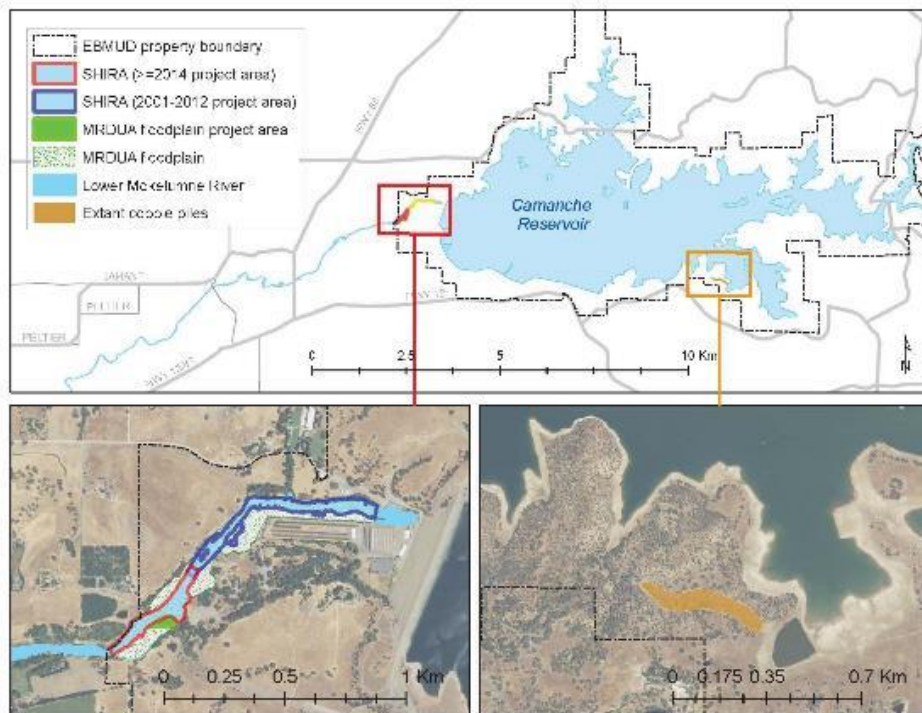 EBMUD property boundary
SHIRA (>=2014 project area)
SHIRA (2001-2012 project area)
MRDUA floodplain project area
MRDUA floodplain
Lower Mokelumne River
Extant cobble piles
Camanche
Reservoir
PELTIER
PELTIER
0 2.5 5 10 Km
N
0 0.25 0.5 1 Km
0 0.175 0.35 0.7 Km